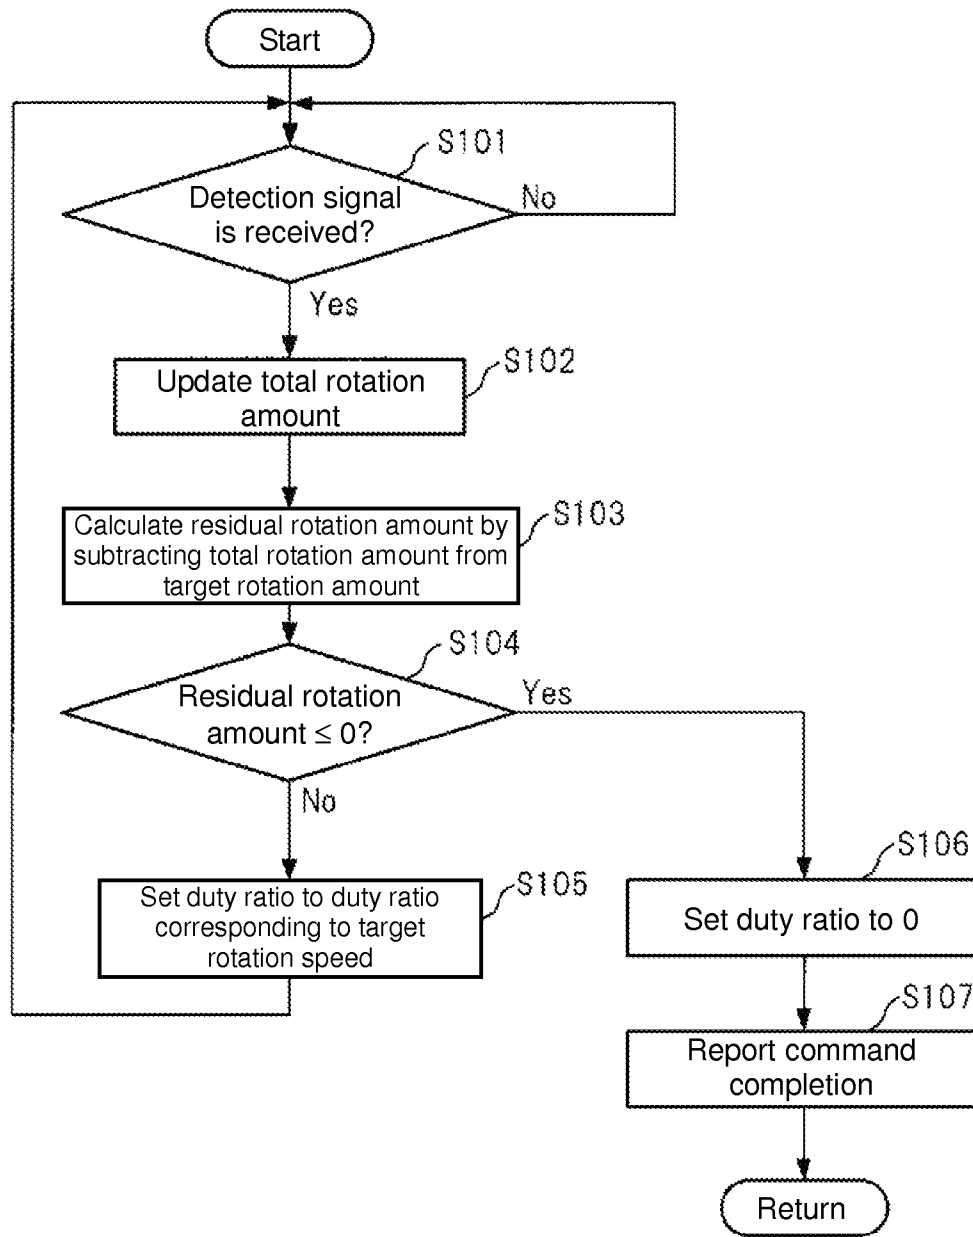 Start
S101
Detection signal
is received?
No
Yes
S102
Update total rotation
amount
S103
Calculate residual rotation amount by
subtracting total rotation amount from
target rotation amount
S104
Residual rotation
amount ≤ 0?
Yes
No
S105
Set duty ratio to duty ratio
corresponding to target
rotation speed
S106
Set duty ratio to 0
S107
Report command
completion
Return